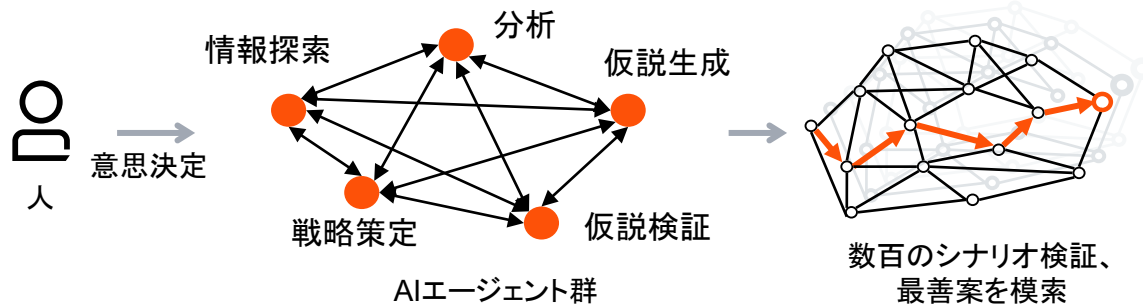 人
意思決定
情報探索
分析
仮説生成
戦略策定
仮説検証
AIエージェント群
数百のシナリオ検証、
最善案を模索